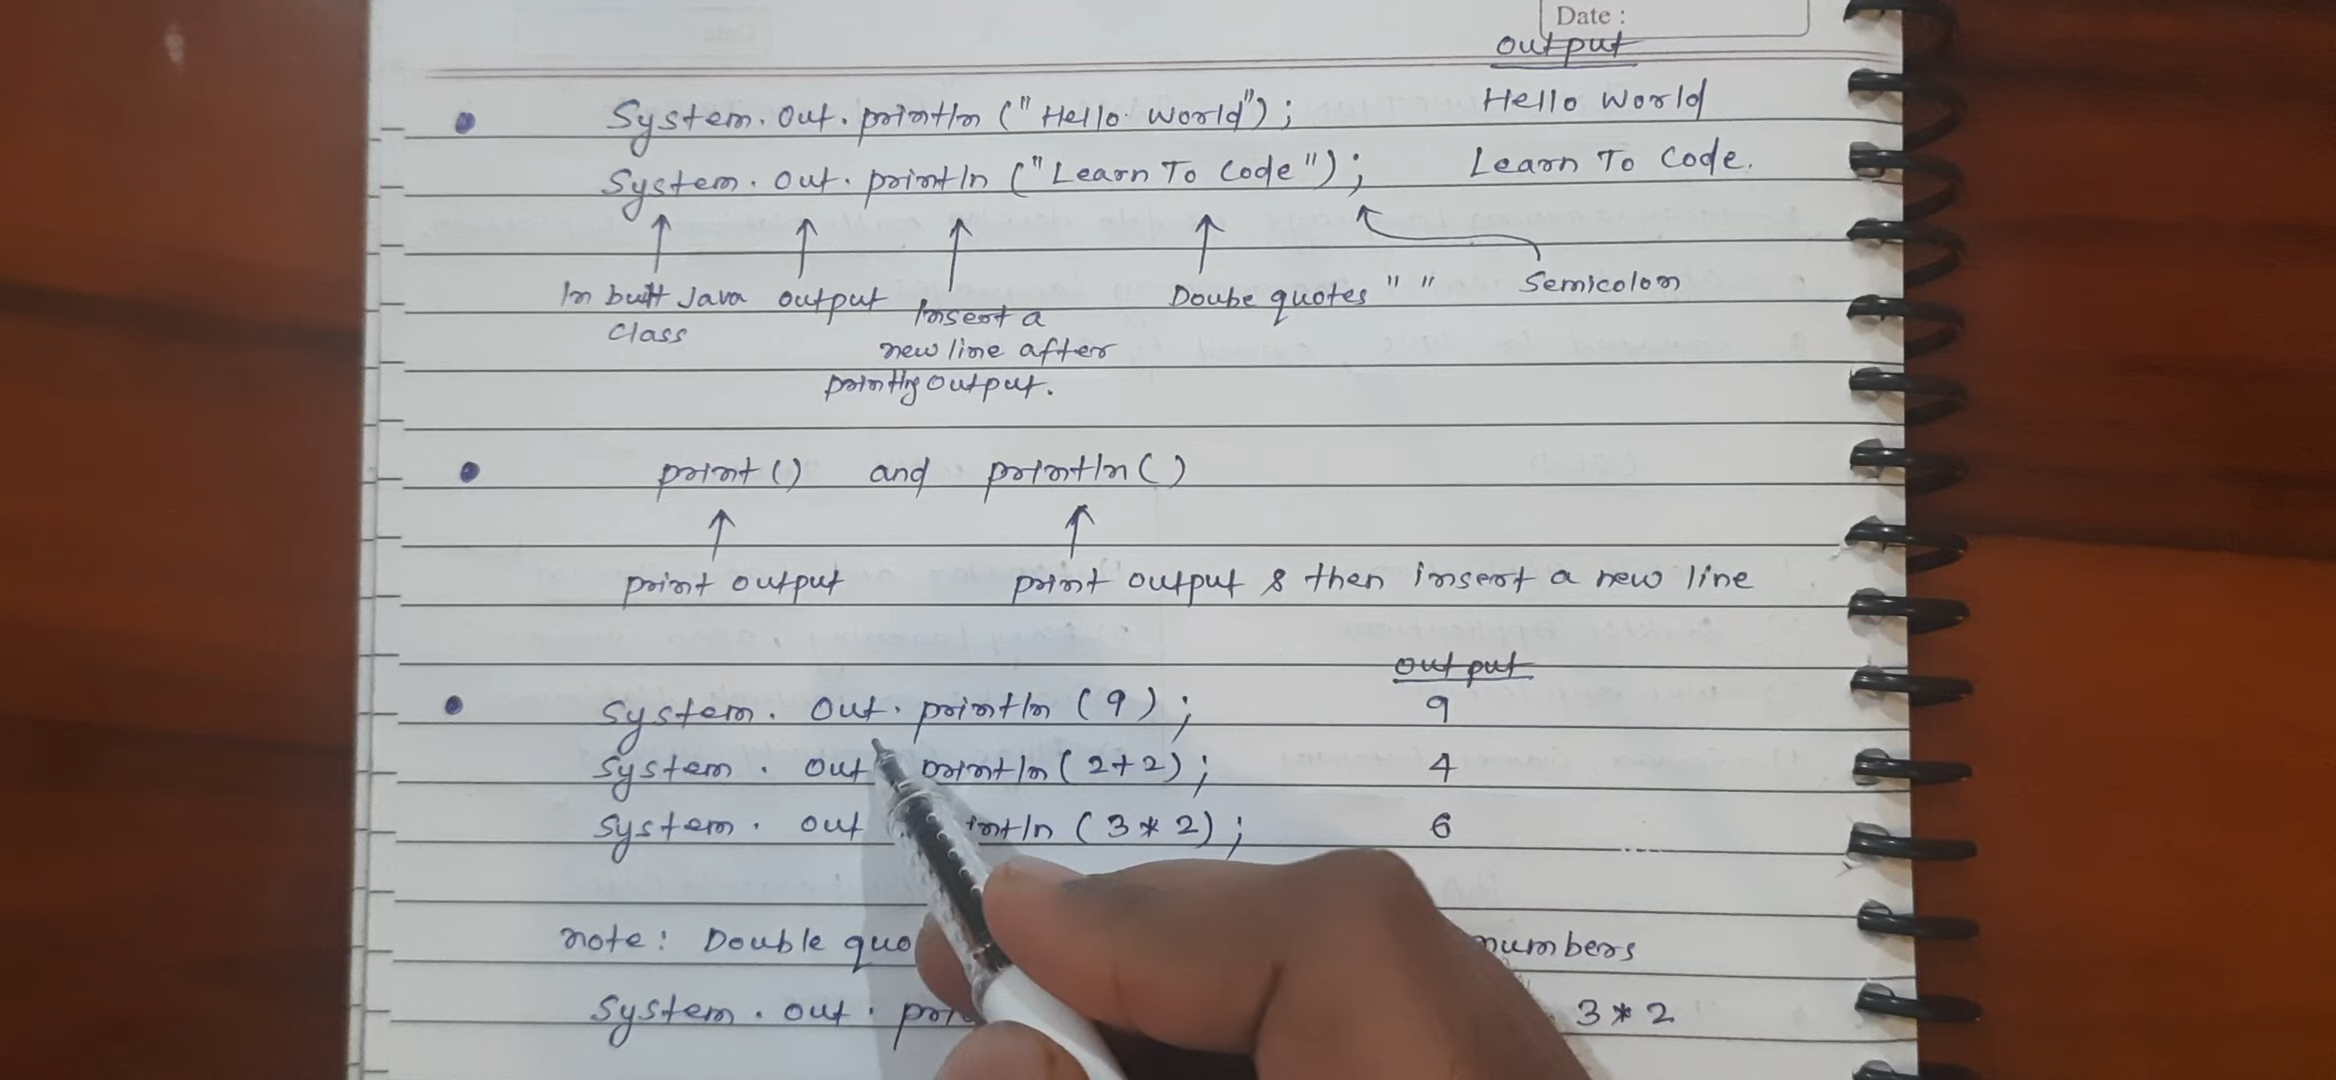 Date :
output
System.out.println ("Hello World"); Hello World
System.out.println ("Learn To Code"); Learn To Code.
In built Java class output Insert a new line after printing output. Doube quotes " " Semicolon
print () and println ()
print output print output & then insert a new line
output
System. out. println (9); 9
System. out println (2+2); 4
System. out intln (3 * 2); 6
note: Double quo numbers
System. out. pri 3 * 2